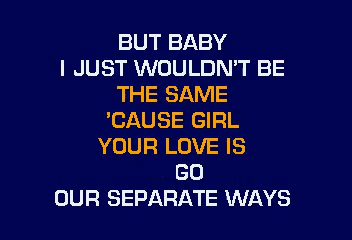 BUT BABY
I JUST WOULDN'T BE
THE SAME
'CAUSE GIRL
YOUR LOVE IS
GO
OUR SEPARATE WAYS